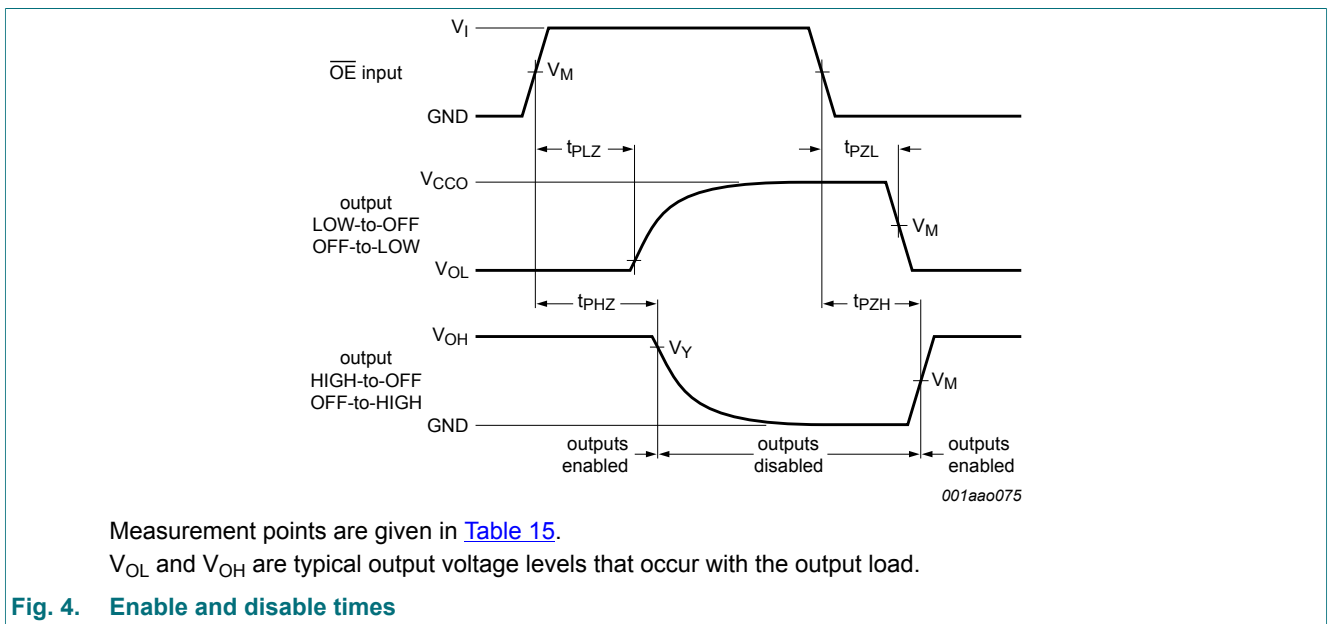 V_I
OE input
V_M
GND
t_PLZ
t_PZL
V_CCO
output
LOW-to-OFF
OFF-to-LOW
V_M
V_OL
t_PHZ
t_PZH
V_OH
output
HIGH-to-OFF
OFF-to-HIGH
V_Y
V_M
GND
outputs
enabled
outputs
disabled
outputs
enabled
001aao075
Measurement points are given in Table 15.
V_OL and V_OH are typical output voltage levels that occur with the output load.
Fig. 4. Enable and disable times